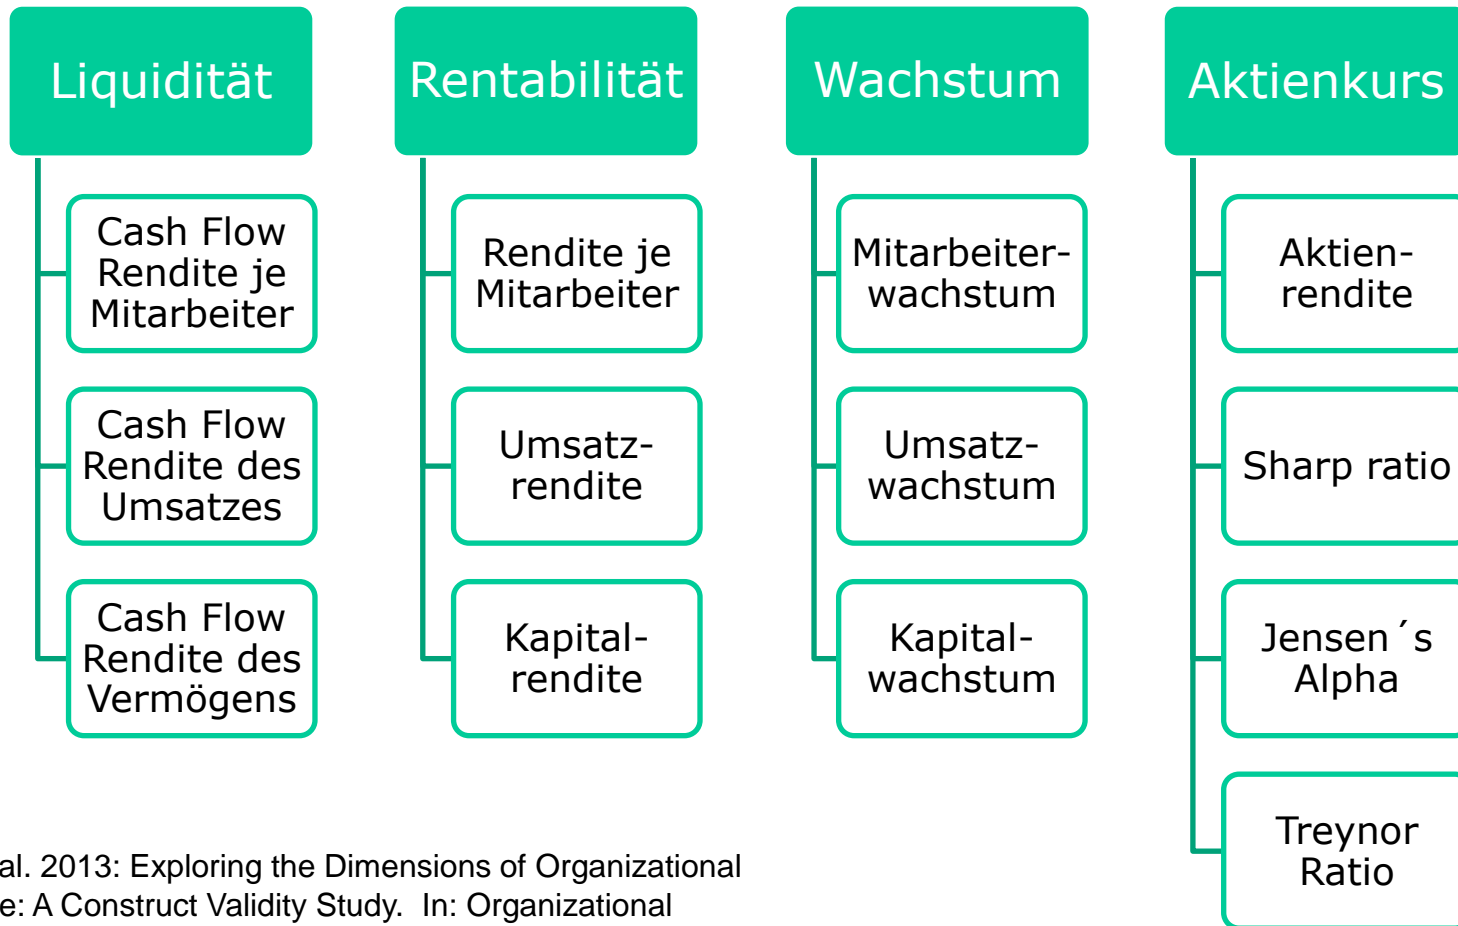 Liquidität
Cash Flow
Rendite je
Mitarbeiter
Cash Flow
Rendite des
Umsatzes
Cash Flow
Rendite des
Vermögens
Rentabilität
Rendite je
Mitarbeiter
Umsatz-
rendite
Kapital-
rendite
Wachstum
Mitarbeiter-
wachstum
Umsatz-
wachstum
Kapital-
wachstum
Aktienkurs
Aktien-
rendite
Sharp ratio
Jensen´s
Alpha
Treynor
Ratio
al. 2013: Exploring the Dimensions of Organizational
e: A Construct Validity Study. In: Organizational